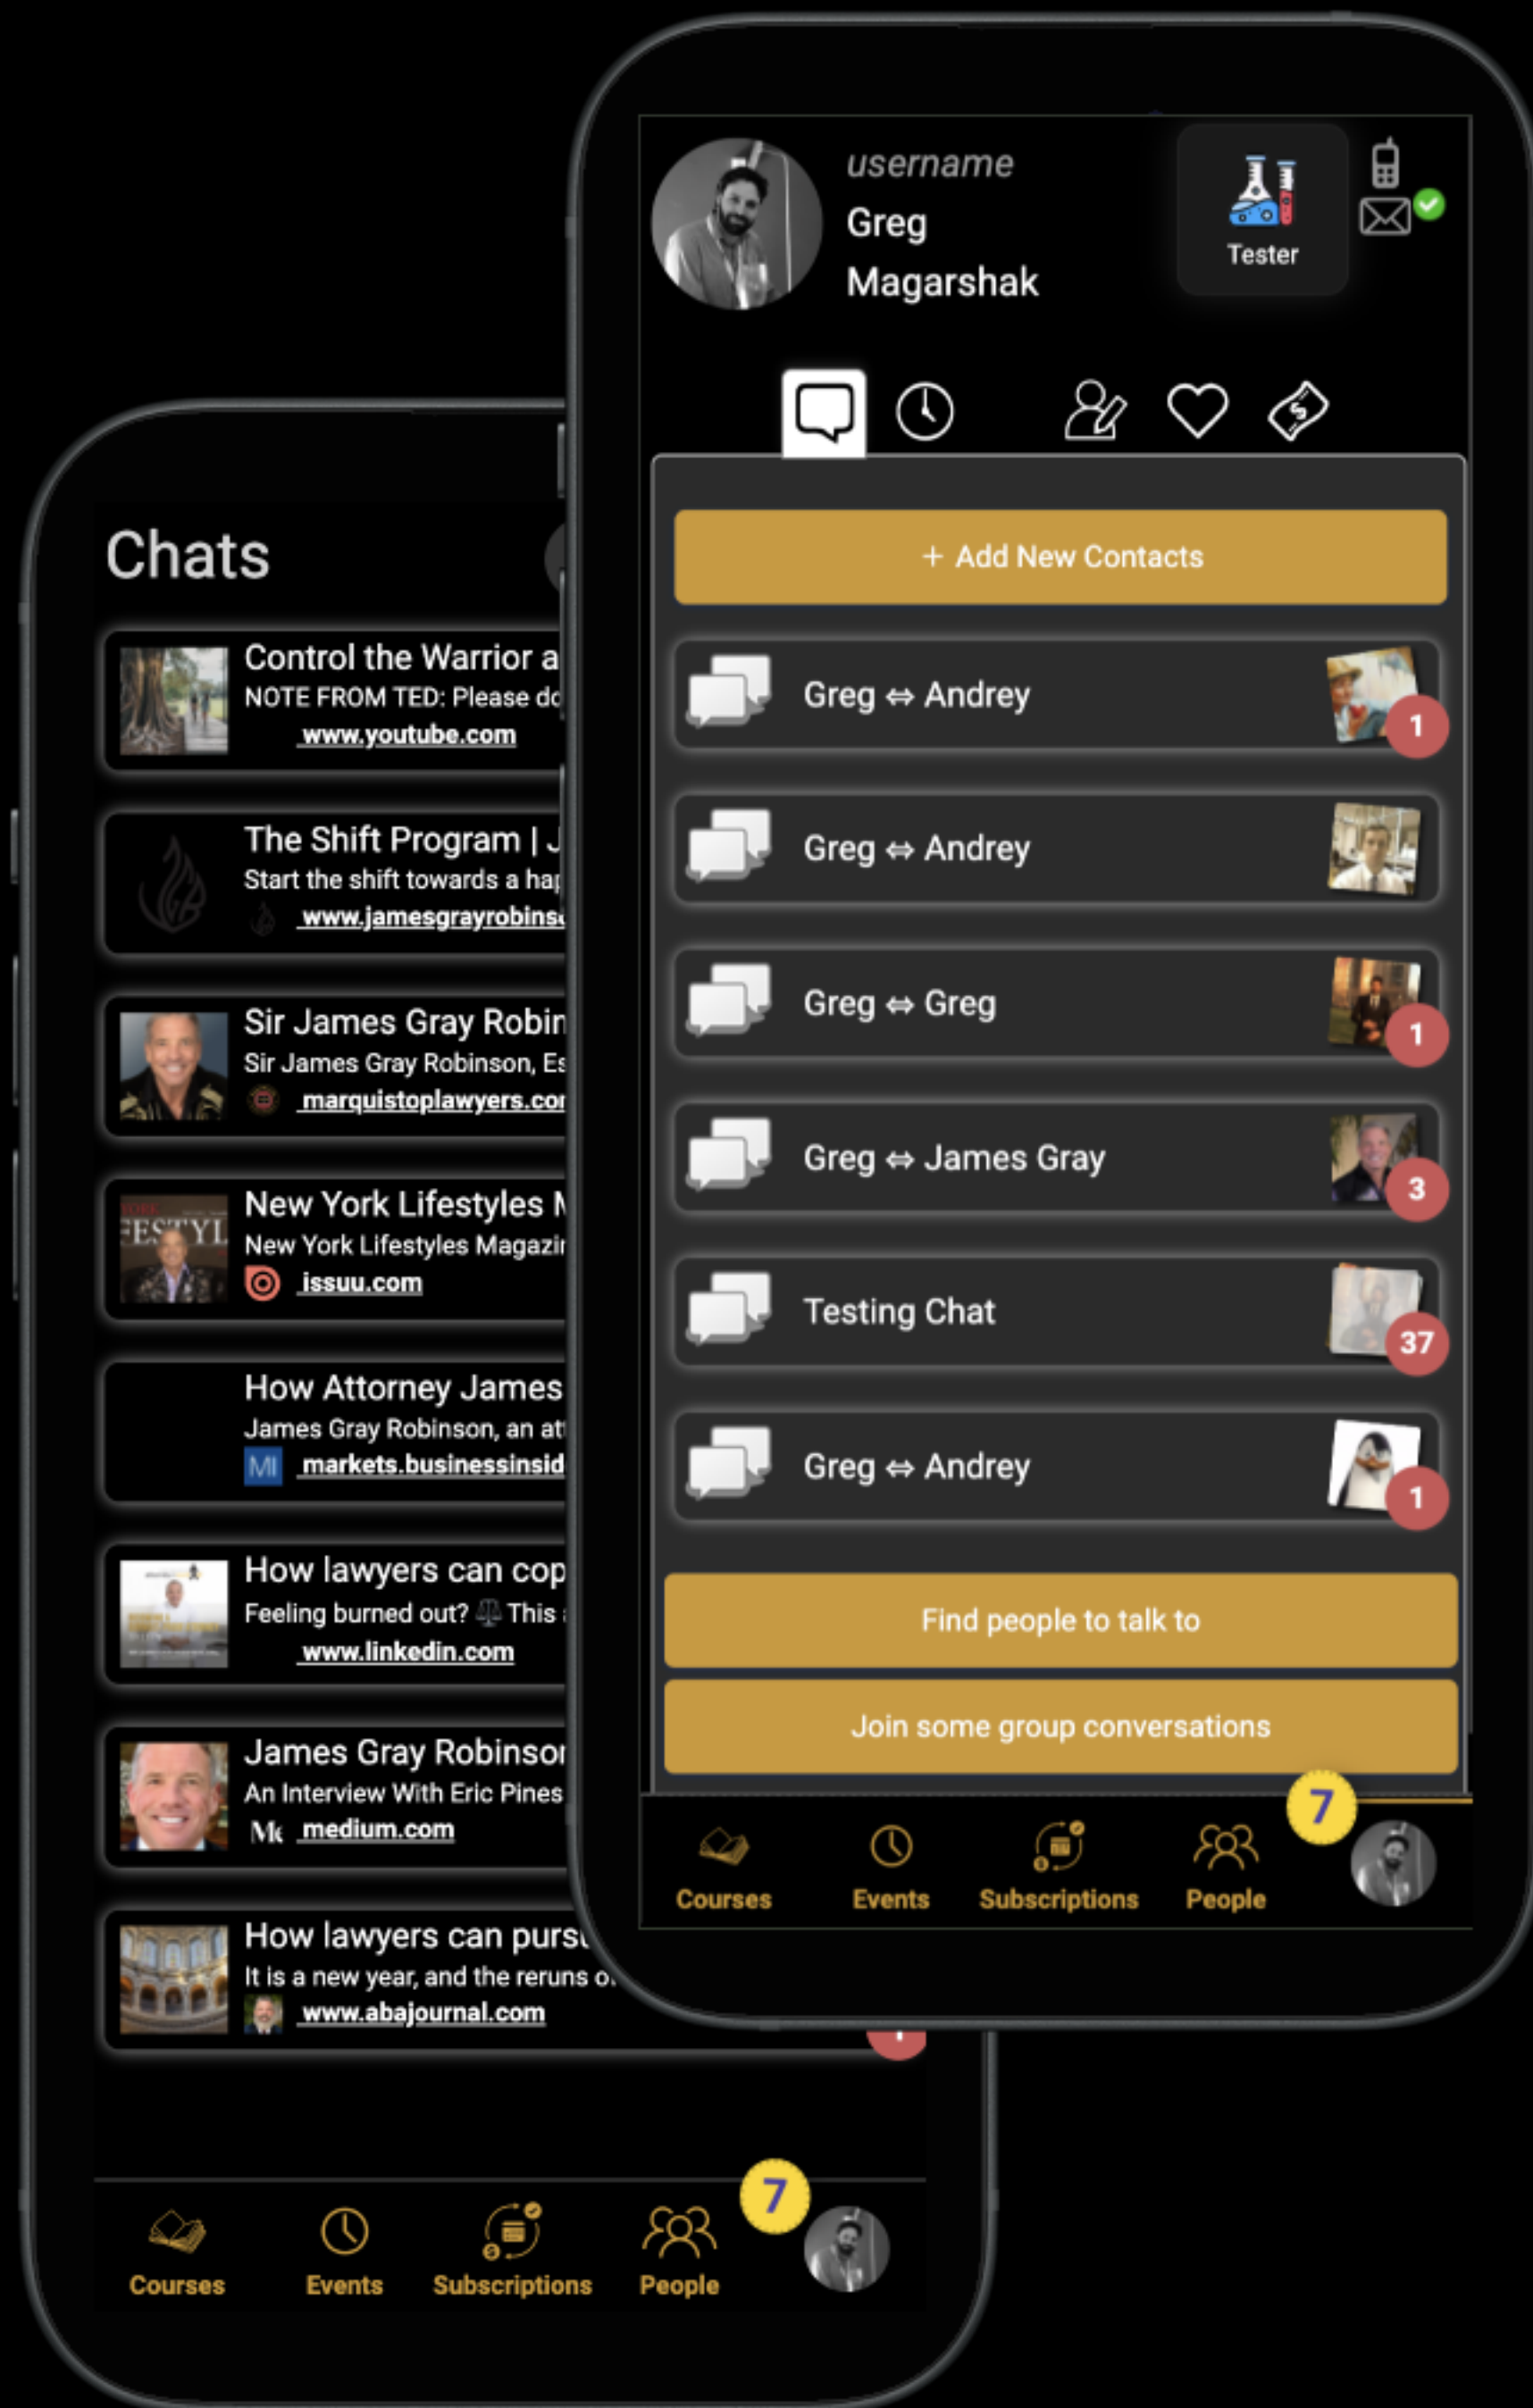 username
Greg
Magarshak
Tester
+ Add New Contacts
Greg ⇔ Andrey
1
Greg ⇔ Andrey
Greg ⇔ Greg
1
Greg ⇔ James Gray
3
Testing Chat
37
Greg ⇔ Andrey
1
Find people to talk to
Join some group conversations
7
Courses
Events
Subscriptions
People
Chats
Control the Warrior a
NOTE FROM TED: Please do
www.youtube.com
The Shift Program | J
Start the shift towards a hap
www.jamesgrayrobins
Sir James Gray Robin
Sir James Gray Robinson, Es
marquistoplawyers.co
New York Lifestyles M
New York Lifestyles Magazi
issuu.com
How Attorney James
James Gray Robinson, an at
MI markets.businessinsid
How lawyers can cop
Feeling burned out? ⚖️ This
www.linkedin.com
James Gray Robinson
An Interview With Eric Pines
medium.com
How lawyers can purs
It is a new year, and the reruns o
www.abajournal.com
7
Courses
Events
Subscriptions
People